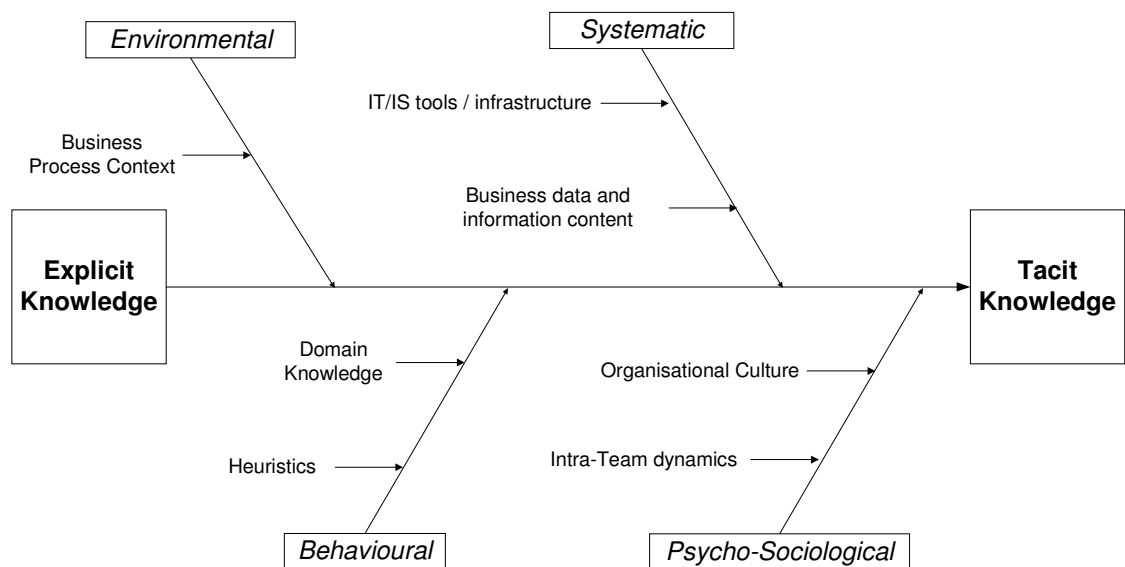 Environmental
Systematic
IT/IS tools / infrastructure
Business
Process Context
Business data and
information content
Explicit
Knowledge
Tacit
Knowledge
Domain
Knowledge
Organisational Culture
Heuristics
Intra-Team dynamics
Behavioural
Psycho-Sociological